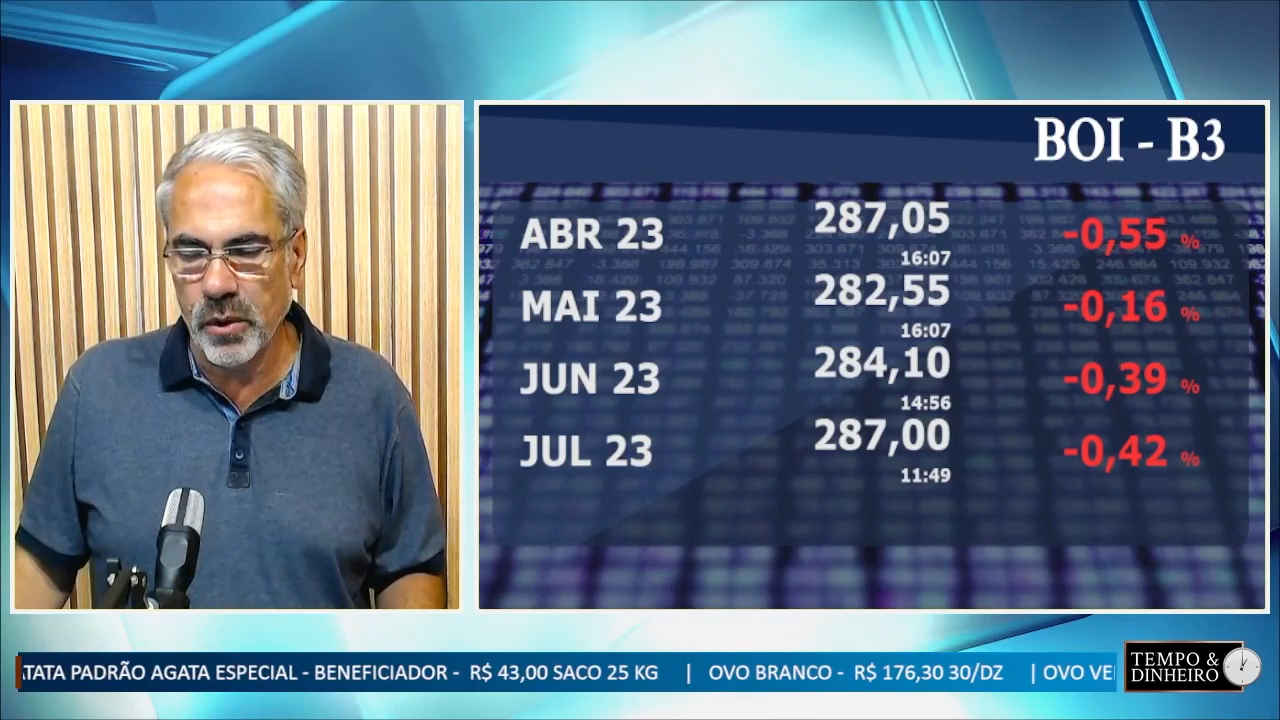 BOI - B3
ABR 23 287,05 -0,55 %
16:07
MAI 23 282,55 -0,16 %
16:07
JUN 23 284,10 -0,39 %
14:56
JUL 23 287,00 -0,42 %
11:49
TATA PADRÃO AGATA ESPECIAL - BENEFICIADOR - R$ 43,00 SACO 25 KG | OVO BRANCO - R$ 176,30 30/DZ | OVO VE
TEMPO &
DINHEIRO